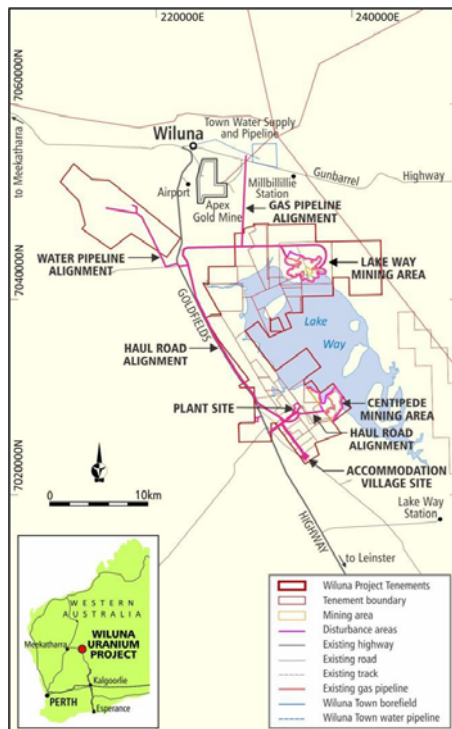 220000E
240000E
7060000N
7040000N
7020000N
to Meekatharra
Town Water Supply
and Pipeline
Wiluna
Gunbarrel
Highway
Millbillillie
Station
Airport
Apex
Gold Mine
GAS PIPELINE
ALIGNMENT
WATER PIPELINE
ALIGNMENT
LAKE WAY
MINING AREA
GOLDFIELDS
Lake
Way
HAUL ROAD
ALIGNMENT
PLANT SITE
CENTIPEDE
MINING AREA
HAUL ROAD
ALIGNMENT
ACCOMMODATION
VILLAGE SITE
0
10km
Lake Way
Station
HIGHWAY
to Leinster
WESTERN
AUSTRALIA
WILUNA
URANIUM
PROJECT
Meekatharra
Kalgoorlie
PERTH
Esperance
Wiluna Project Tenements
Tenement boundary
Mining area
Disturbance areas
Existing highway
Existing road
Existing track
Existing gas pipeline
Wiluna Town borefield
Wiluna Town water pipeline